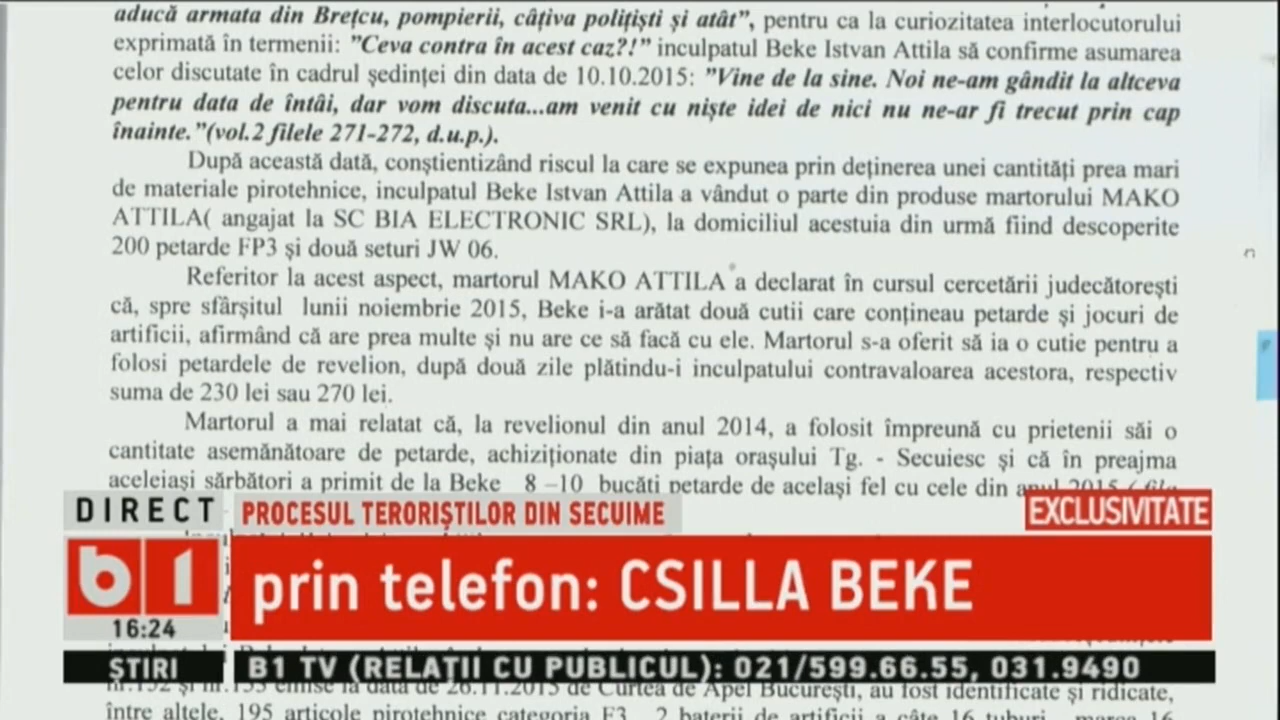 aducă armata din Brețcu, pompierii, câțiva polițiști și atât", pentru ca la curiozitatea interlocutorului
exprimată în termenii: "Ceva contra în acest caz?!" inculpatul Beke Istvan Attila să confirme asumarea
celor discutate în cadrul ședinței din data de 10.10.2015: "Vine de la sine. Noi ne-am gândit la altceva
pentru data de întâi, dar vom discuta...am venit cu niște idei de nici nu ne-ar fi trecut prin cap
înainte."(vol.2 filele 271-272, d.u.p.).
După această dată, conștientizând riscul la care se expunea prin deținerea unei cantități prea mari
de materiale pirotehnice, inculpatul Beke Istvan Attila a vândut o parte din produse martorului MAKO
ATTILA( angajat la SC BIA ELECTRONIC SRL), la domiciliul acestuia din urmă fiind descoperite
200 petarde FP3 și două seturi JW 06.
Referitor la acest aspect, martorul MAKO ATTILA a declarat în cursul cercetării judecătorești
că, spre sfârșitul lunii noiembrie 2015, Beke i-a arătat două cutii care conțineau petarde și jocuri de
artificii, afirmând că are prea multe și nu are ce să facă cu ele. Martorul s-a oferit să ia o cutie pentru a
folosi petardele de revelion, după două zile plătindu-i inculpatului contravaloarea acestora, respectiv
suma de 230 lei sau 270 lei.
Martorul a mai relatat că, la revelionul din anul 2014, a folosit împreună cu prietenii săi o
cantitate asemănătoare de petarde, achiziționate din piața orașului Tg. - Secuiesc și că în preajma
aceleiași sărbători a primit de la Beke 8 –10 bucăți petarde de același fel cu cele din anul 2015
DIRECT
PROCESUL TERORIȘTILOR DIN SECUIME
EXCLUSIVITATE
b1
prin telefon: CSILLA BEKE
16:24
ȘTIRI
B1 TV (RELAȚII CU PUBLICUL): 021/599.66.55, 031.9490
emise la data de 26.11.2015 de Curtea de Apel București, au fost identificate și ridicate,
între altele, 195 articole pirotehnice categoria F3, 2 baterii de artificii a câte 16 tuburi, marca 16